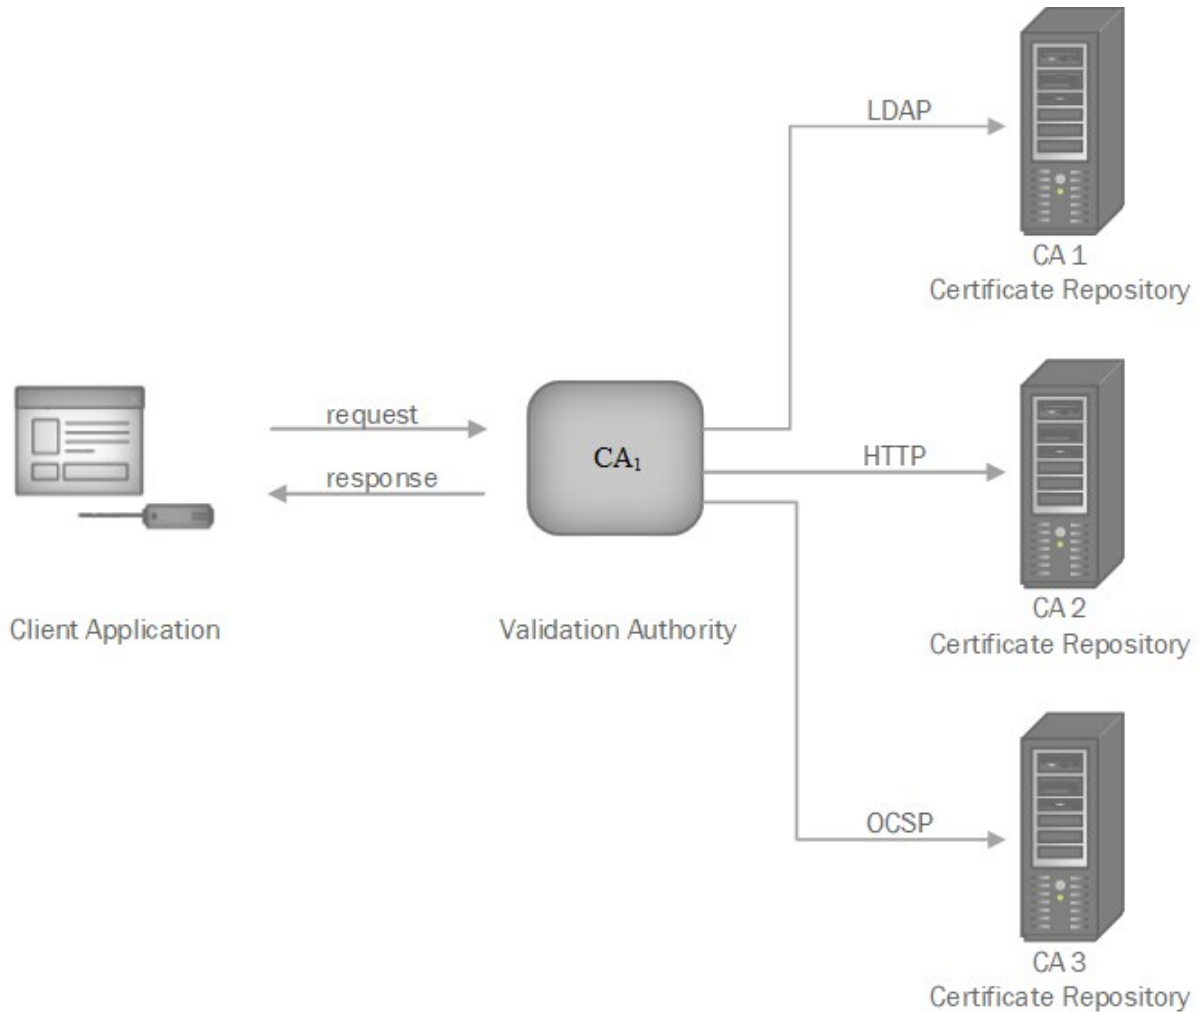 LDAP
CA 1
Certificate Repository
request
response
CA₁
HTTP
Client Application
Validation Authority
CA 2
Certificate Repository
OCSP
CA 3
Certificate Repository